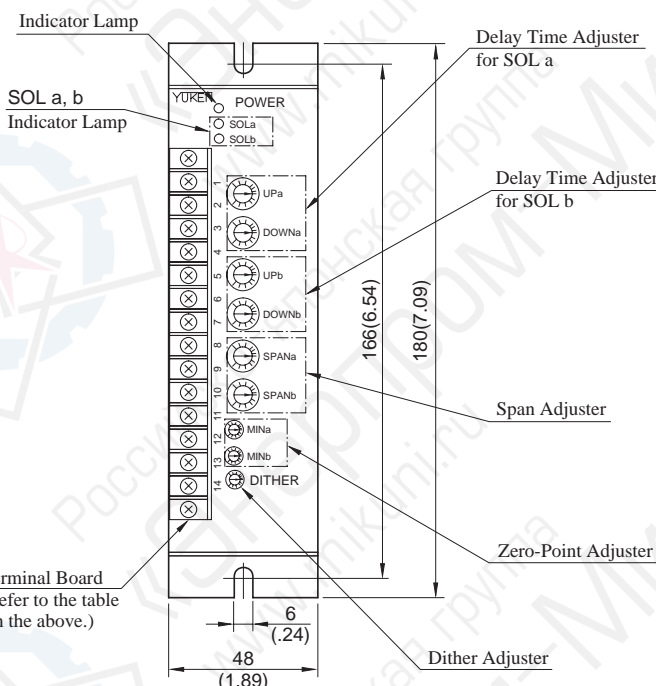 Indicator Lamp
Delay Time Adjuster
for SOL a
SOL a, b
Indicator Lamp
YUKEN
POWER
SOLa
SOLb
1
2
3
4
5
6
7
8
9
10
11
12
13
14
UPa
DOWNa
UPb
DOWNb
SPANa
SPANb
MINa
MINb
DITHER
Delay Time Adjuster
for SOL b
166(6.54)
180(7.09)
Span Adjuster
Zero-Point Adjuster
Dither Adjuster
rminal Board
efer to the table
n the above.)
6
(.24)
48
(1.89)
www.mikuni.ru